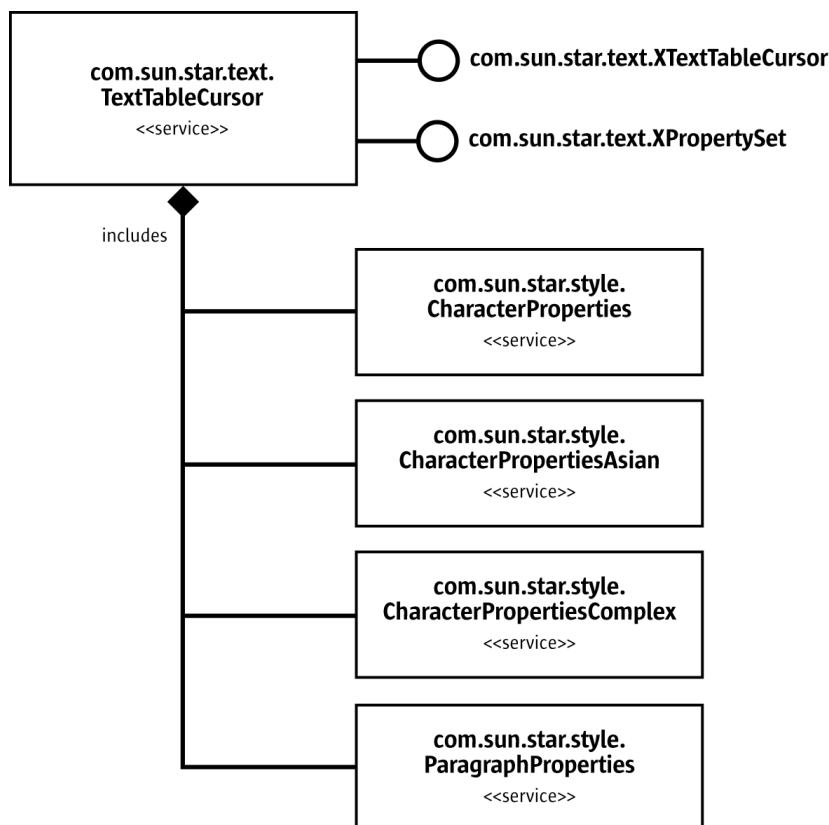 com.sun.star.text.
TextTableCursor
<<service>>
com.sun.star.text.XTextTableCursor
com.sun.star.text.XPropertySet
includes
com.sun.star.style.
CharacterProperties
<<service>>
com.sun.star.style.
CharacterPropertiesAsian
<<service>>
com.sun.star.style.
CharacterPropertiesComplex
<<service>>
com.sun.star.style.
ParagraphProperties
<<service>>